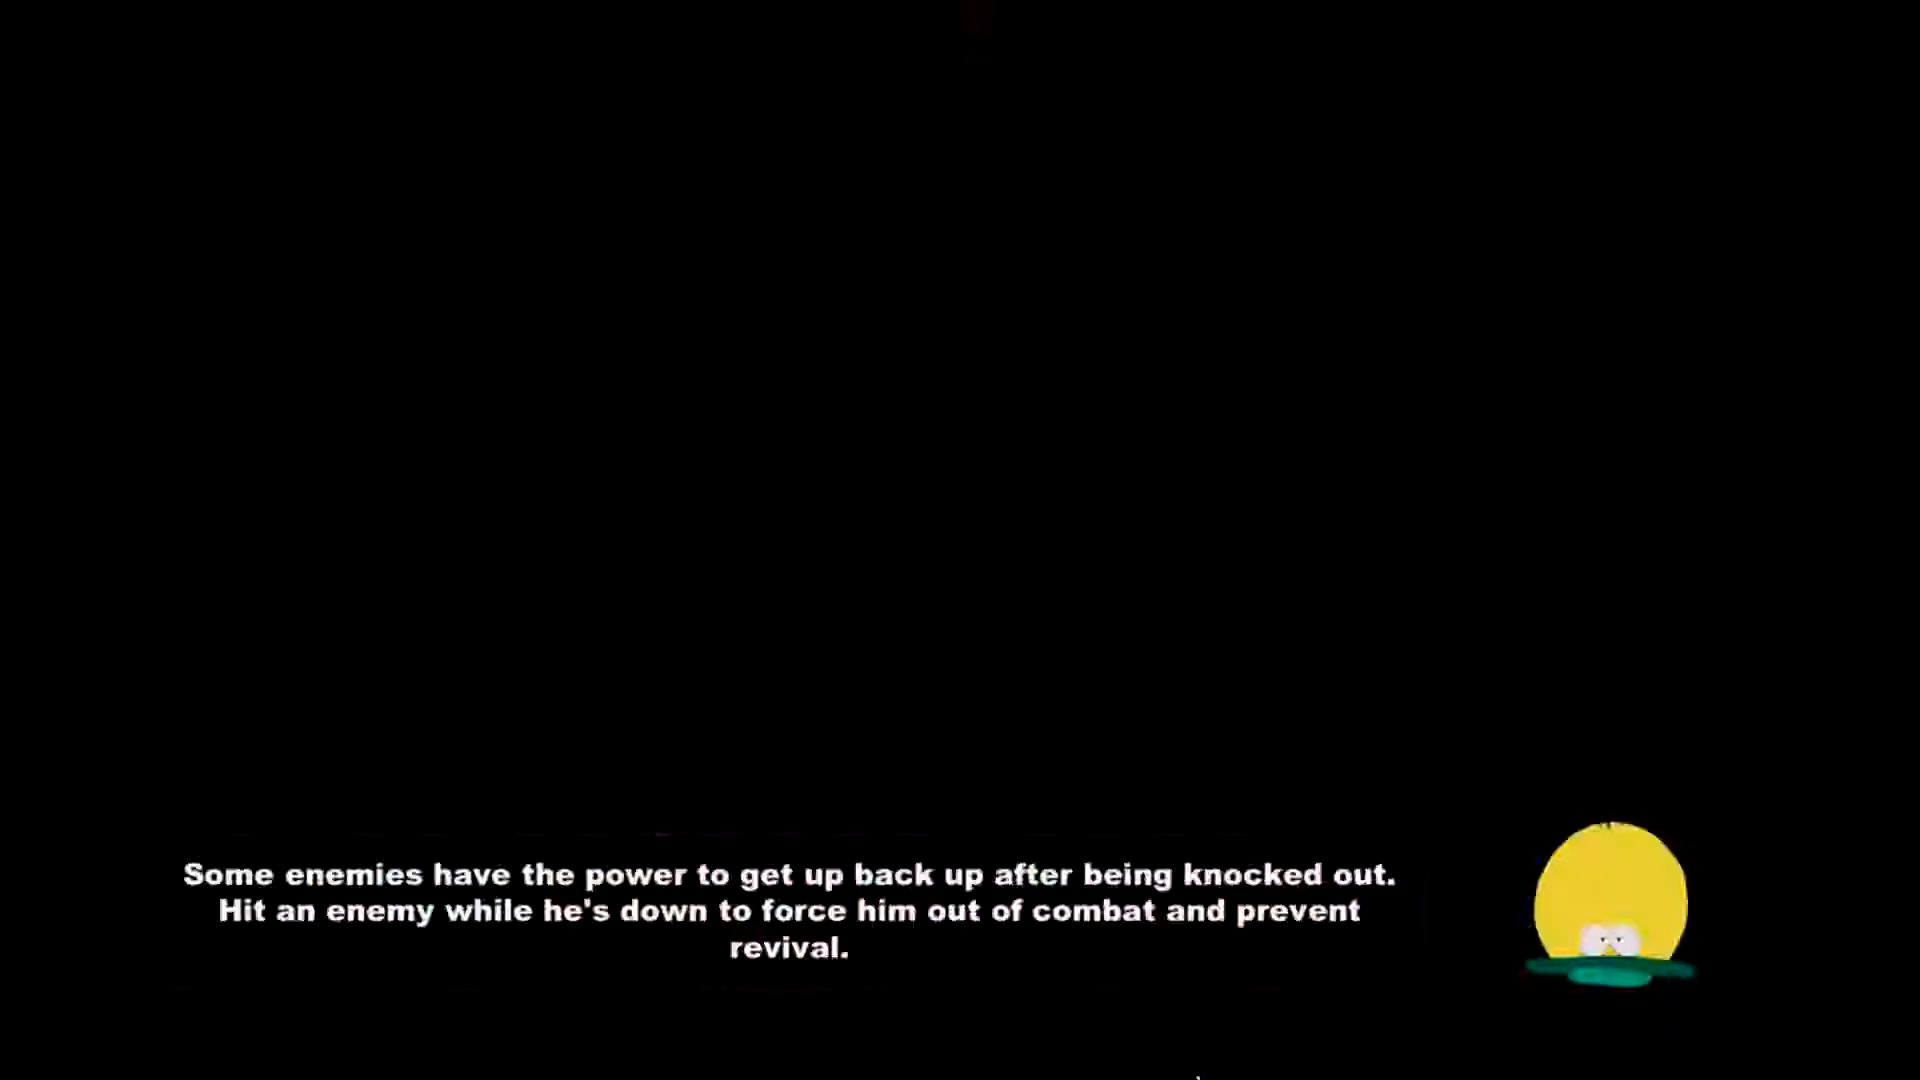 Some enemies have the power to get up back up after being knocked out.
Hit an enemy while he's down to force him out of combat and prevent
revival.